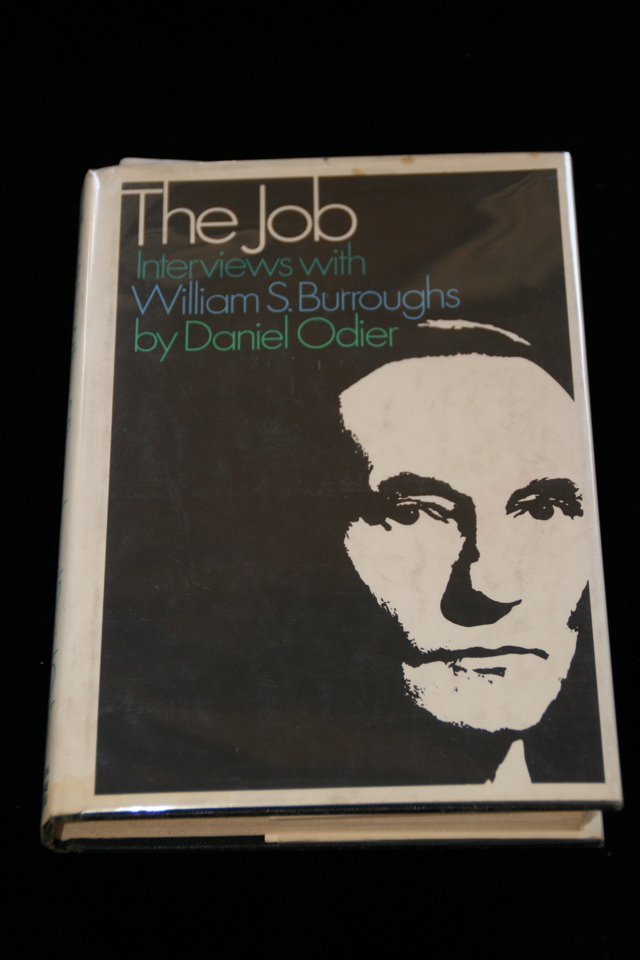 The Job
Interviews with
William S. Burroughs
by Daniel Odier